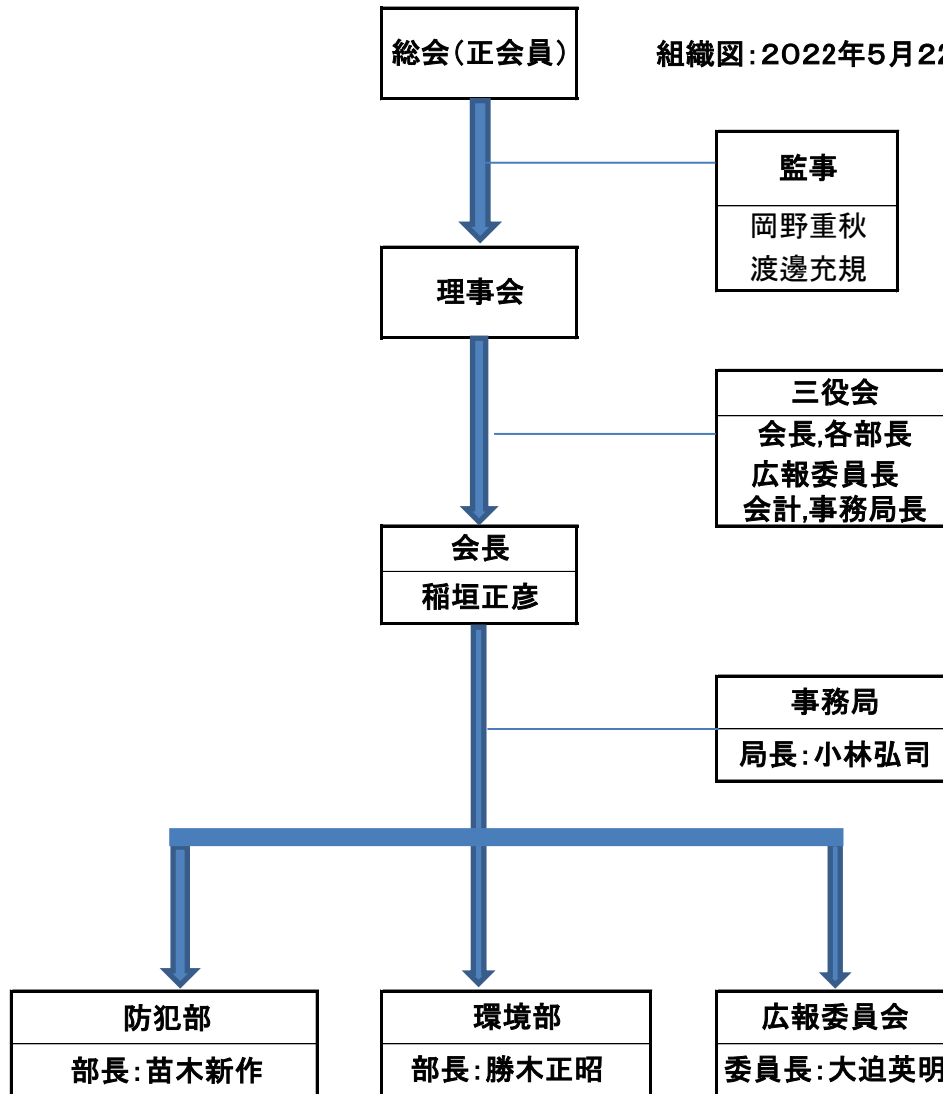 総会(正会員)
組織図:2022年5月22
監事
岡野重秋
渡邊充規
理事会
三役会
会長,各部長
広報委員長
会計,事務局長
会長
稲垣正彦
事務局
局長:小林弘司
防犯部
部長:苗木新作
環境部
部長:勝木正昭
広報委員会
委員長:大迫英明